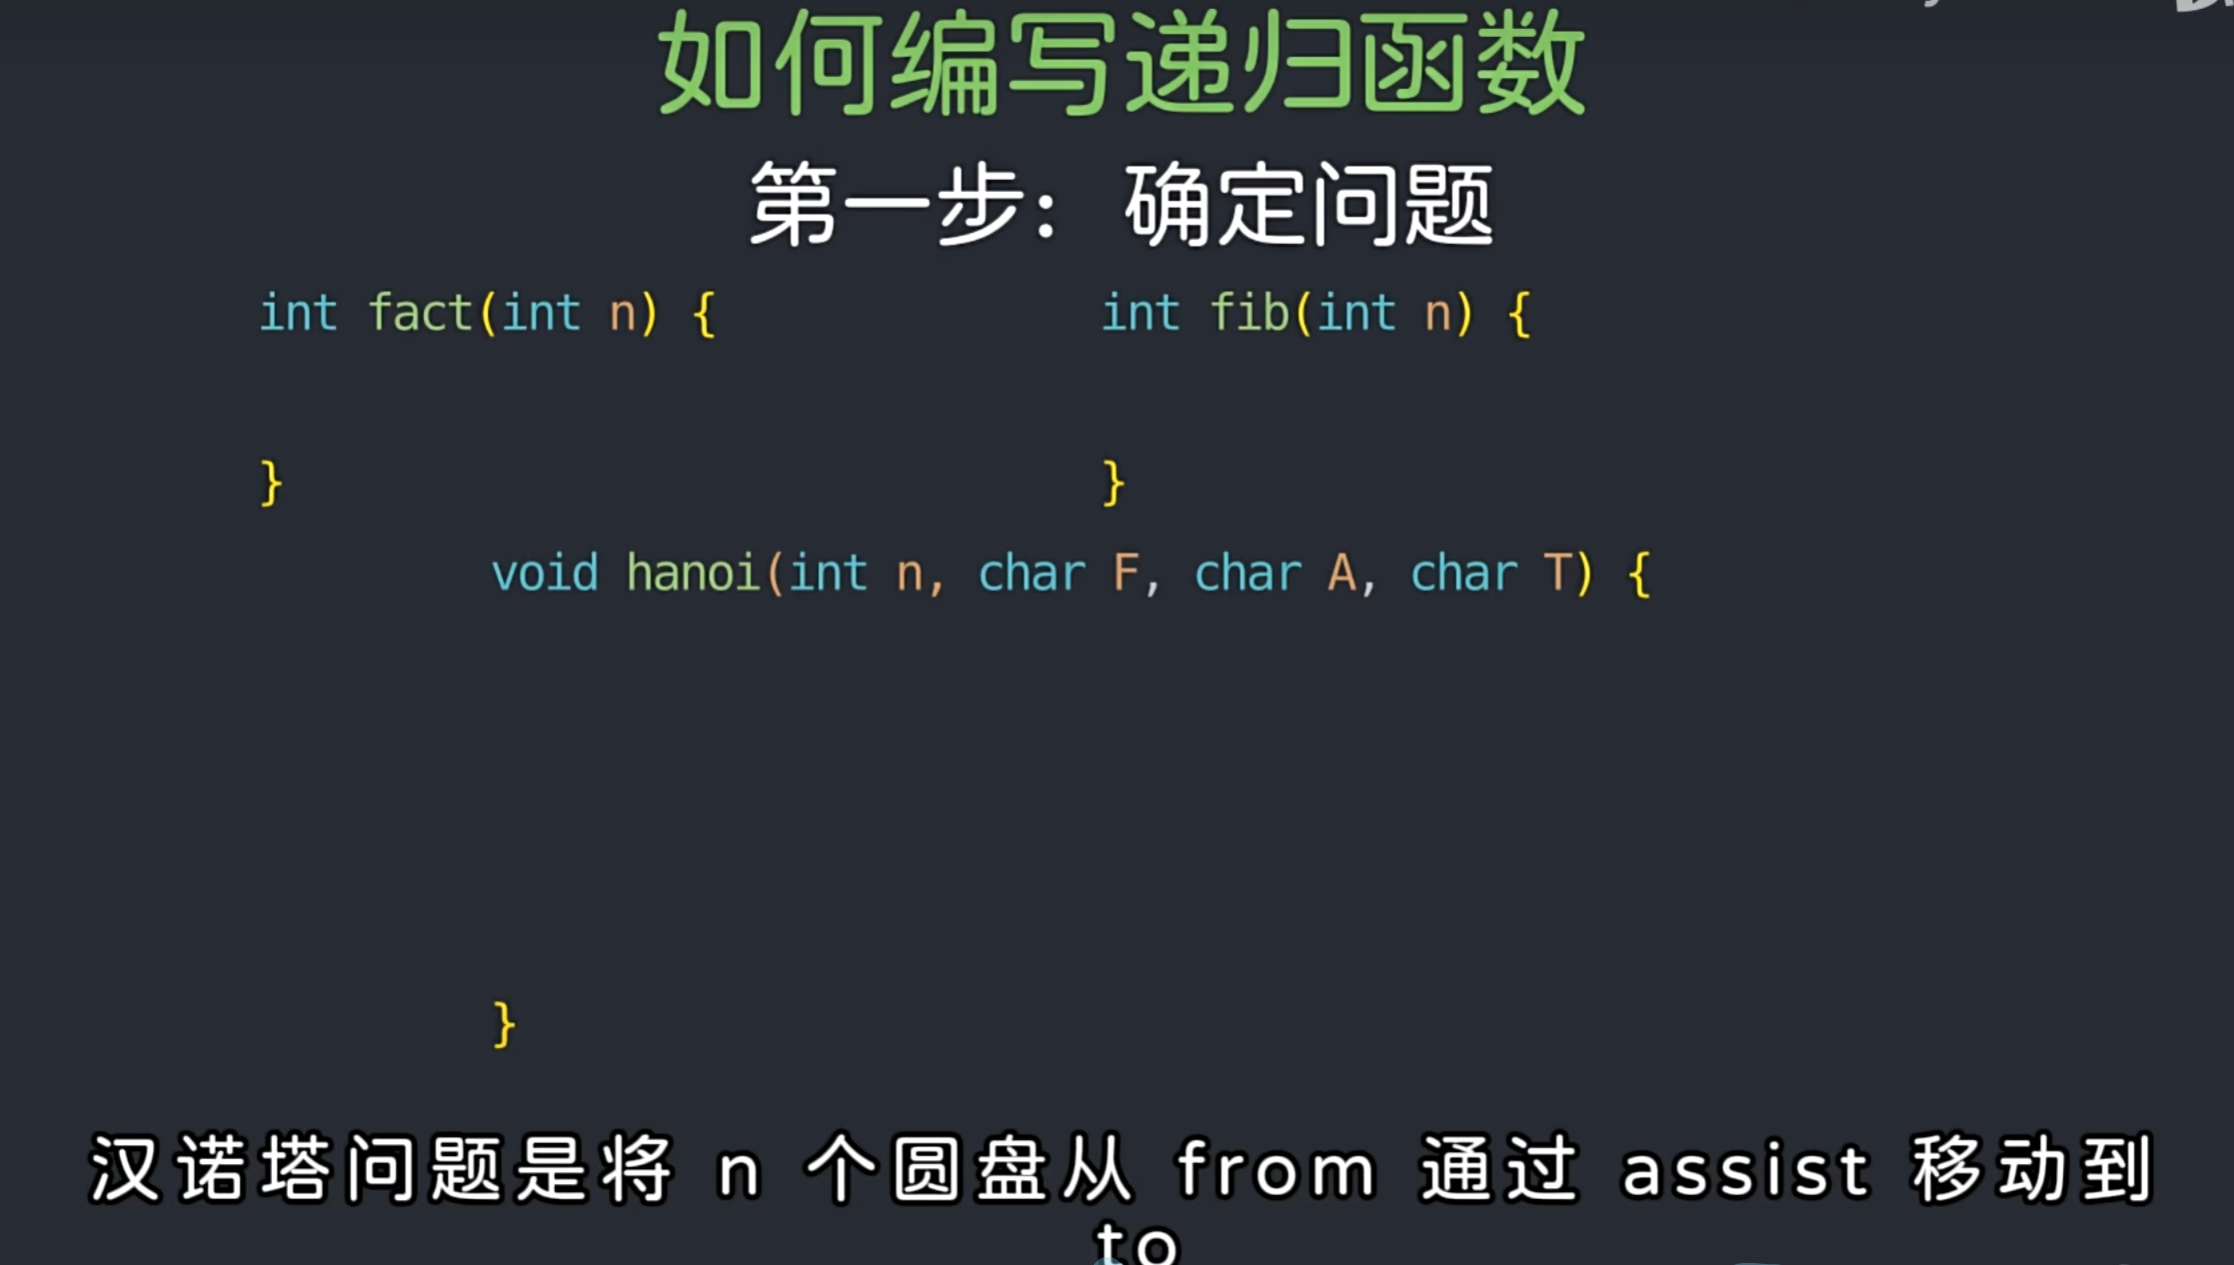 如何编写递归函数
第一步：确定问题
int fact(int n) {
}
int fib(int n) {
}
void hanoi(int n, char F, char A, char T) {
}
汉诺塔问题是将 n 个圆盘从 from 通过 assist 移动到
to